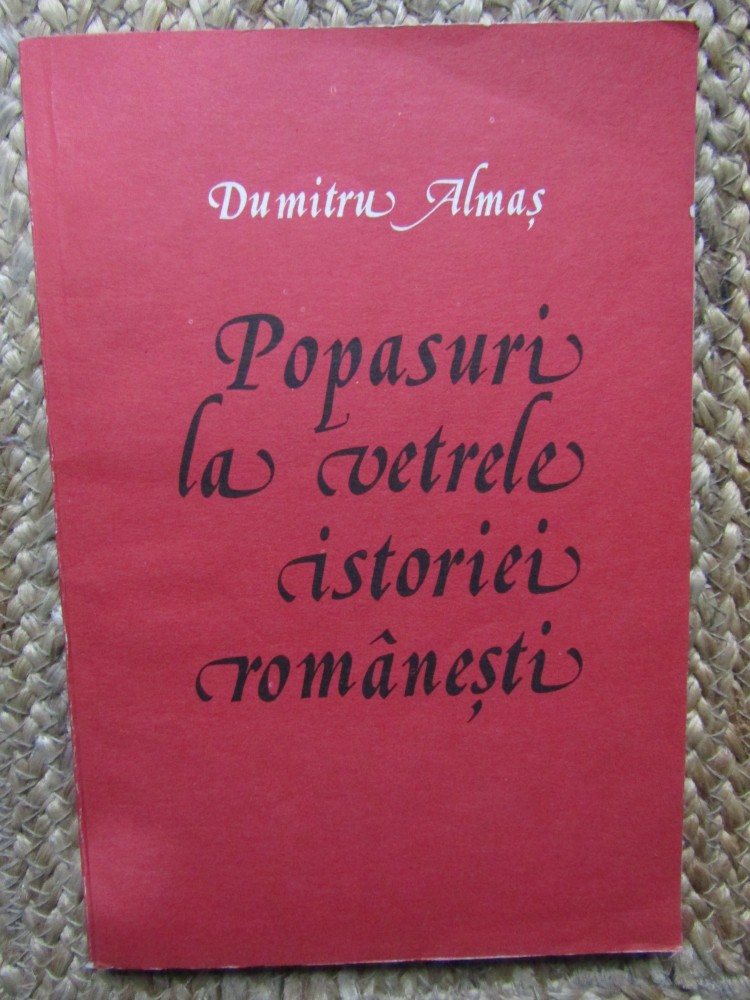 Dumitru Almaș
Popasuri
la vetrele
istoriei
românești